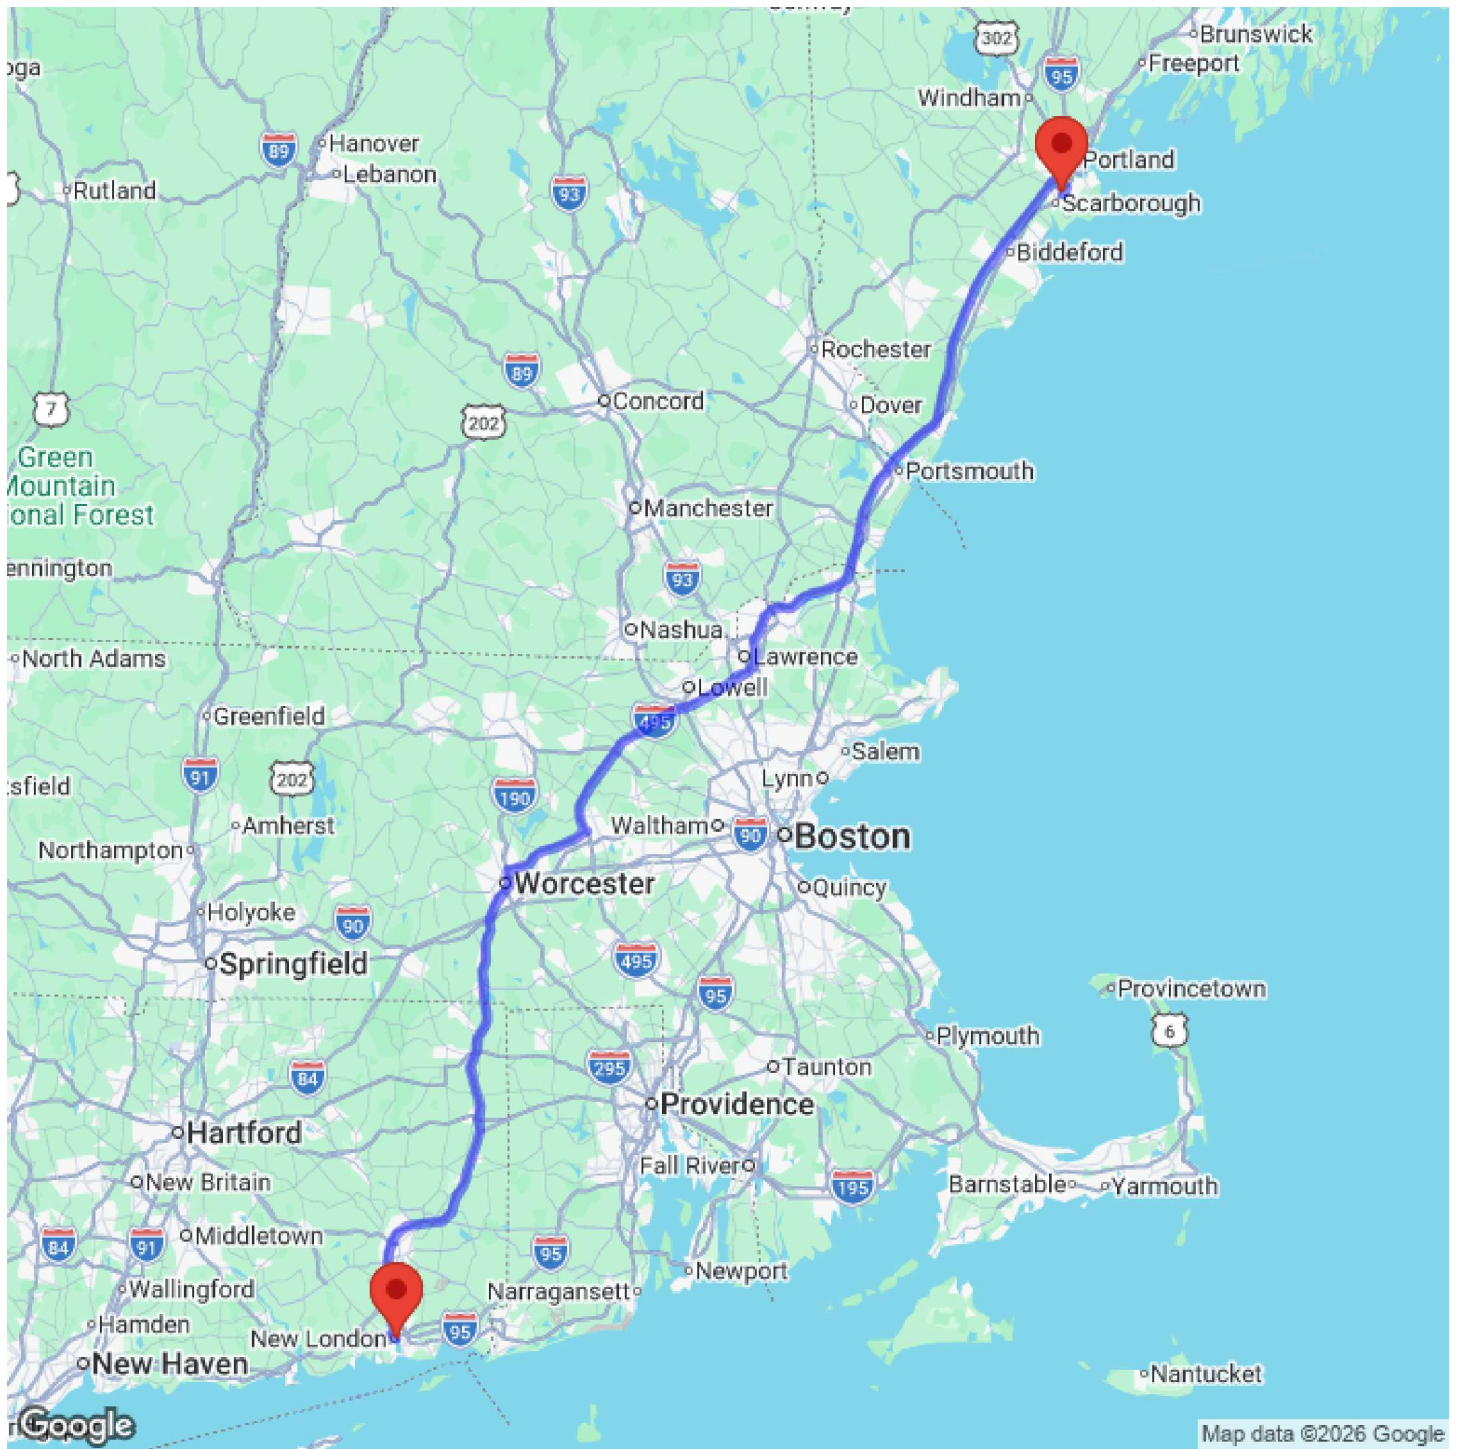 Brunswick
302
Freeport
95
Windham
Hanover
89
Portland
Lebanon
Rutland
93
Scarborough
Biddeford
Rochester
89
Concord
Dover
7
202
Green
Mountain
Portsmouth
Manchester
93
Nashua
Lawrence
North Adams
Lowell
Greenfield
495
Salem
91
202
Lynn
190
Amherst
Waltham
90
Boston
Northampton
Worcester
Quincy
Holyoke
90
Springfield
495
95
Provincetown
6
Plymouth
295
Taunton
84
Providence
Hartford
Fall River
New Britain
195
Barnstable
Yarmouth
Middletown
84
91
95
Newport
Wallingford
Narragansett
Hamden
95
New London
New Haven
Nantucket
Google
Map data ©2026 Google